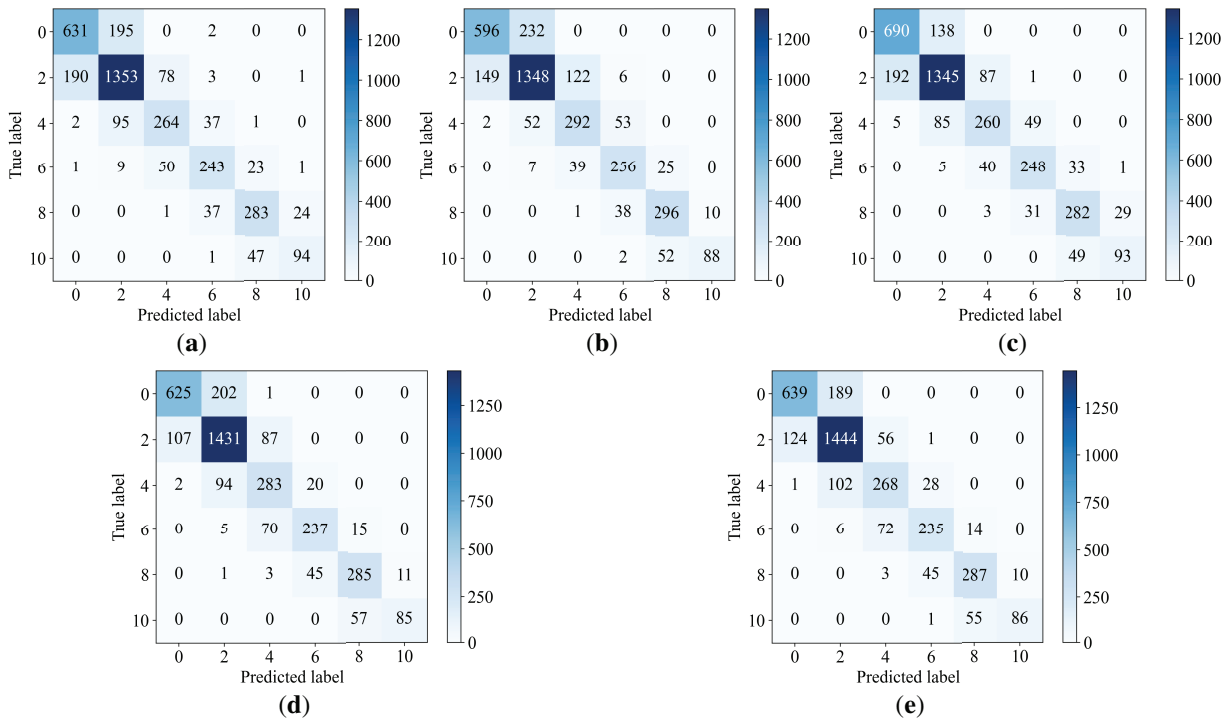 0 631 195 0 2 0 0
2 190 1353 78 3 0 1
4 2 95 264 37 1 0
6 1 9 50 243 23 1
8 0 0 1 37 283 24
10 0 0 0 1 47 94
0 2 4 6 8 10
Predicted label
True label
1200
1000
800
600
400
200
0
(a)
0 596 232 0 0 0 0
2 149 1348 122 6 0 0
4 2 52 292 53 0 0
6 0 7 39 256 25 0
8 0 0 1 38 296 10
10 0 0 0 2 52 88
0 2 4 6 8 10
Predicted label
True label
1200
1000
800
600
400
200
0
(b)
0 690 138 0 0 0 0
2 192 1345 87 1 0 0
4 5 85 260 49 0 0
6 0 5 40 248 33 1
8 0 0 3 31 282 29
10 0 0 0 0 49 93
0 2 4 6 8 10
Predicted label
True label
1200
1000
800
600
400
200
0
(c)
0 625 202 1 0 0 0
2 107 1431 87 0 0 0
4 2 94 283 20 0 0
6 0 5 70 237 15 0
8 0 1 3 45 285 11
10 0 0 0 0 57 85
0 2 4 6 8 10
Predicted label
True label
1250
1000
750
500
250
0
(d)
0 639 189 0 0 0 0
2 124 1444 56 1 0 0
4 1 102 268 28 0 0
6 0 6 72 235 14 0
8 0 0 3 45 287 10
10 0 0 0 1 55 86
0 2 4 6 8 10
Predicted label
True label
1250
1000
750
500
250
0
(e)